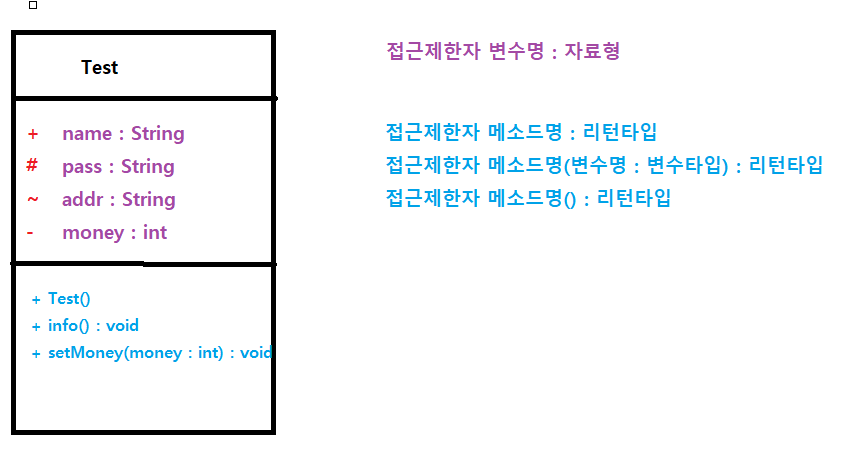 Test
+ name : String
# pass : String
~ addr : String
- money : int
+ Test()
+ info() : void
+ setMoney(money : int) : void
접근제한자 변수명 : 자료형
접근제한자 메소드명 : 리턴타입
접근제한자 메소드명(변수명 : 변수타입) : 리턴타입
접근제한자 메소드명() : 리턴타입